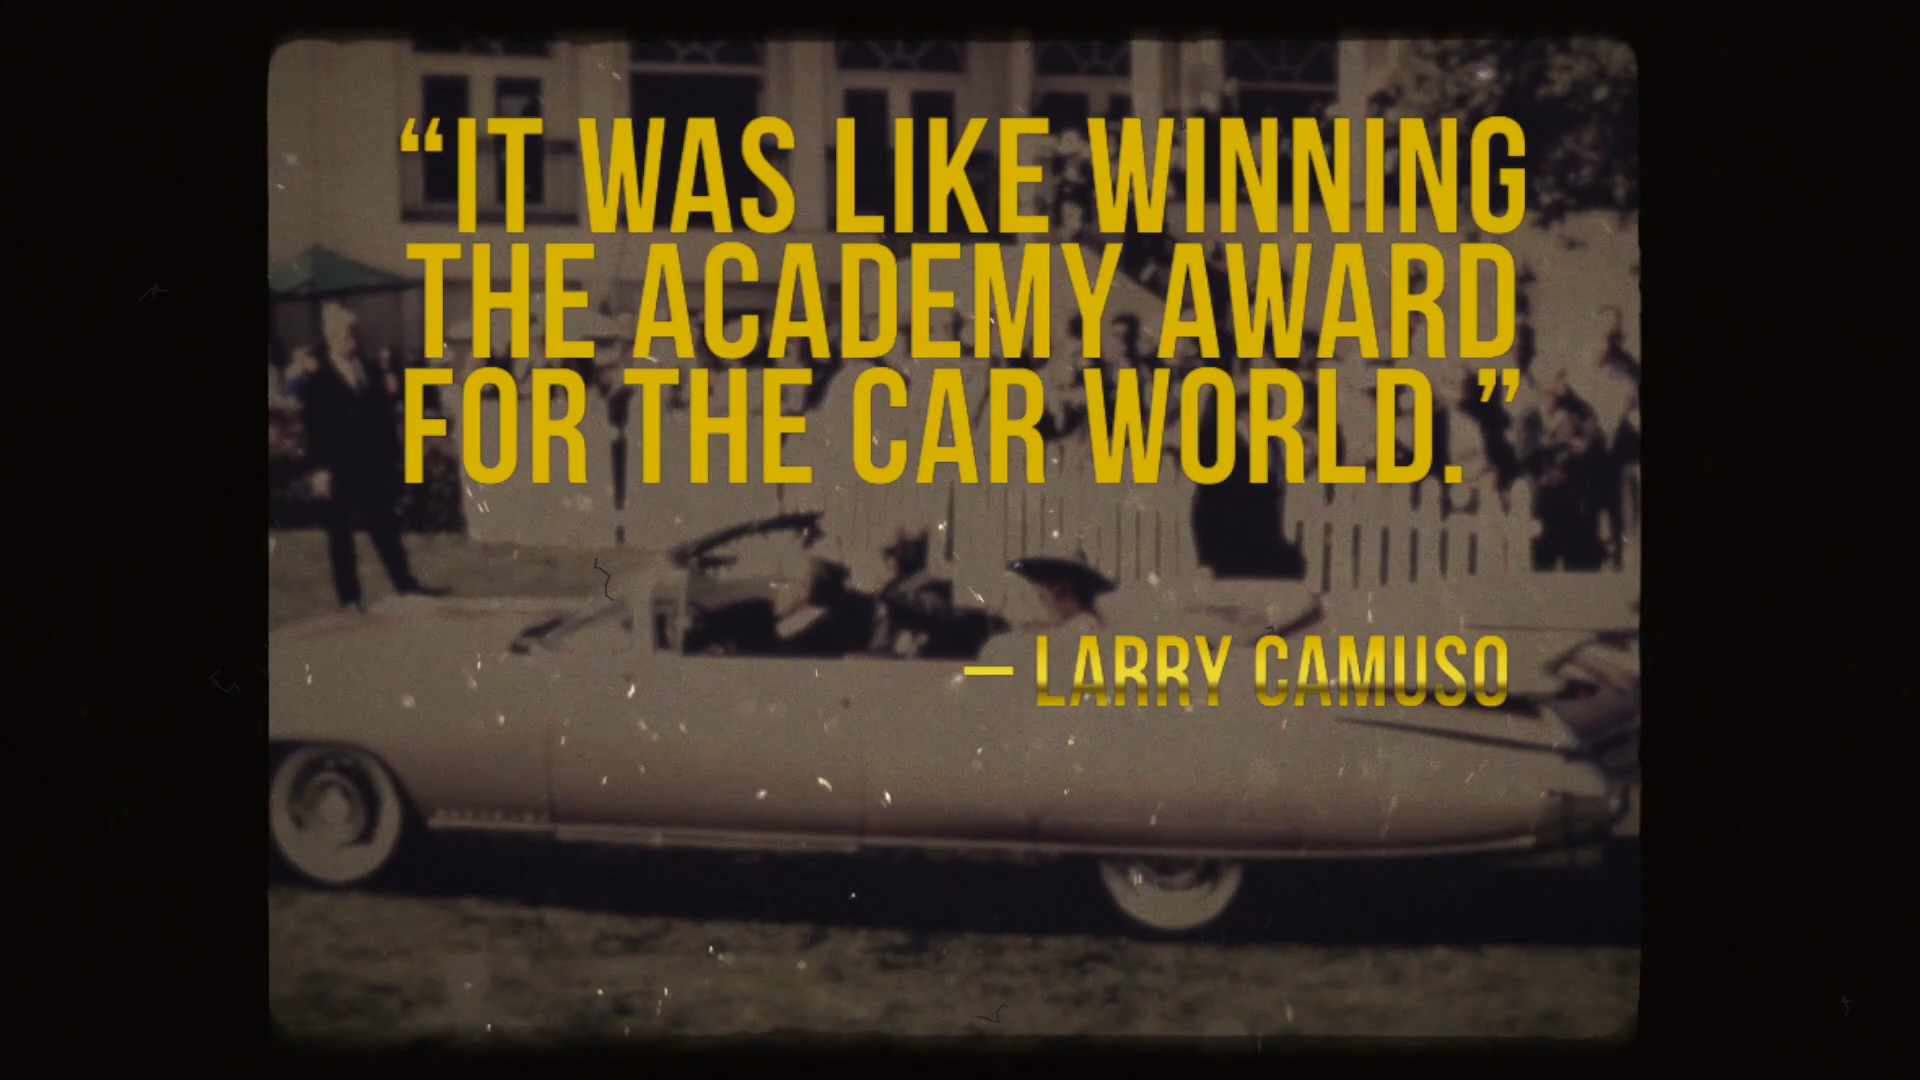 “IT WAS LIKE WINNING
THE ACADEMY AWARD
FOR THE CAR WORLD.”
– LARRY CAMUSO